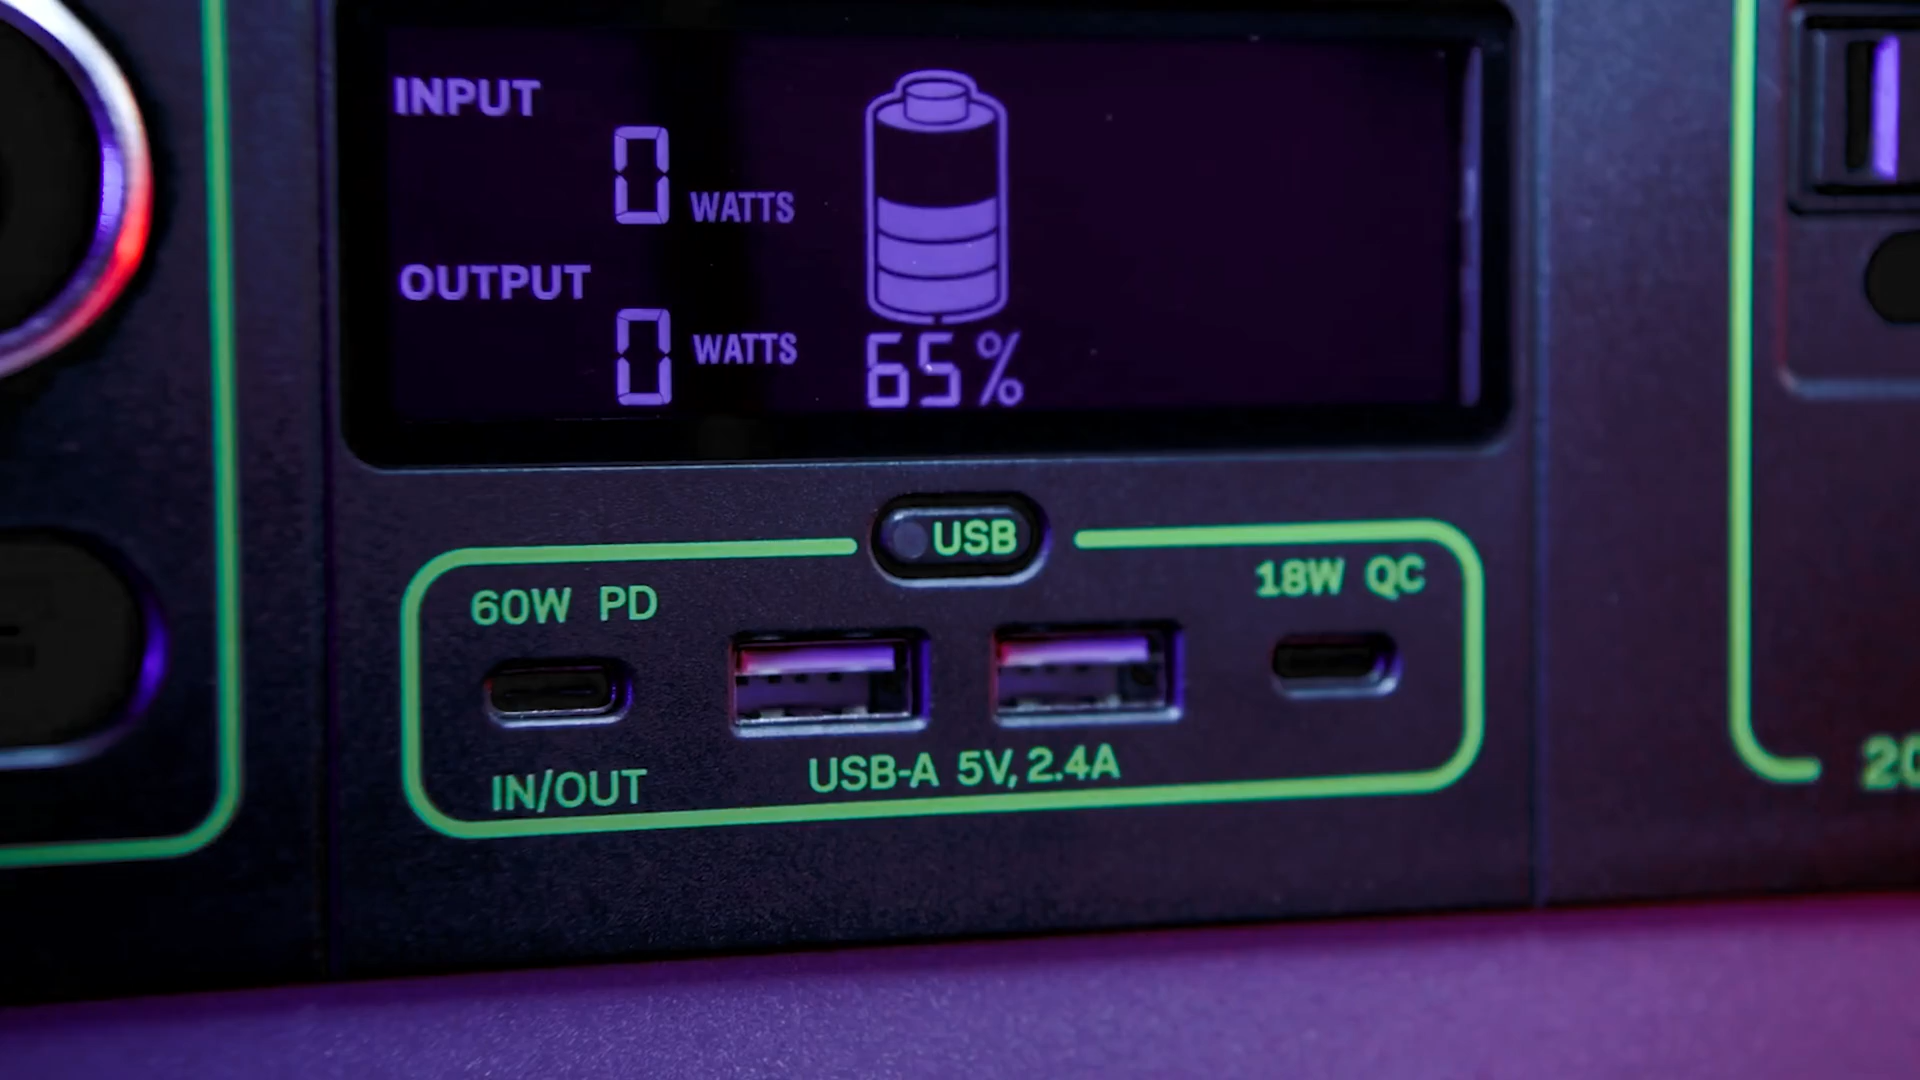 INPUT
0 WATTS
OUTPUT
0 WATTS
65%
USB
60W PD
18W QC
IN/OUT
USB-A 5V, 2.4A